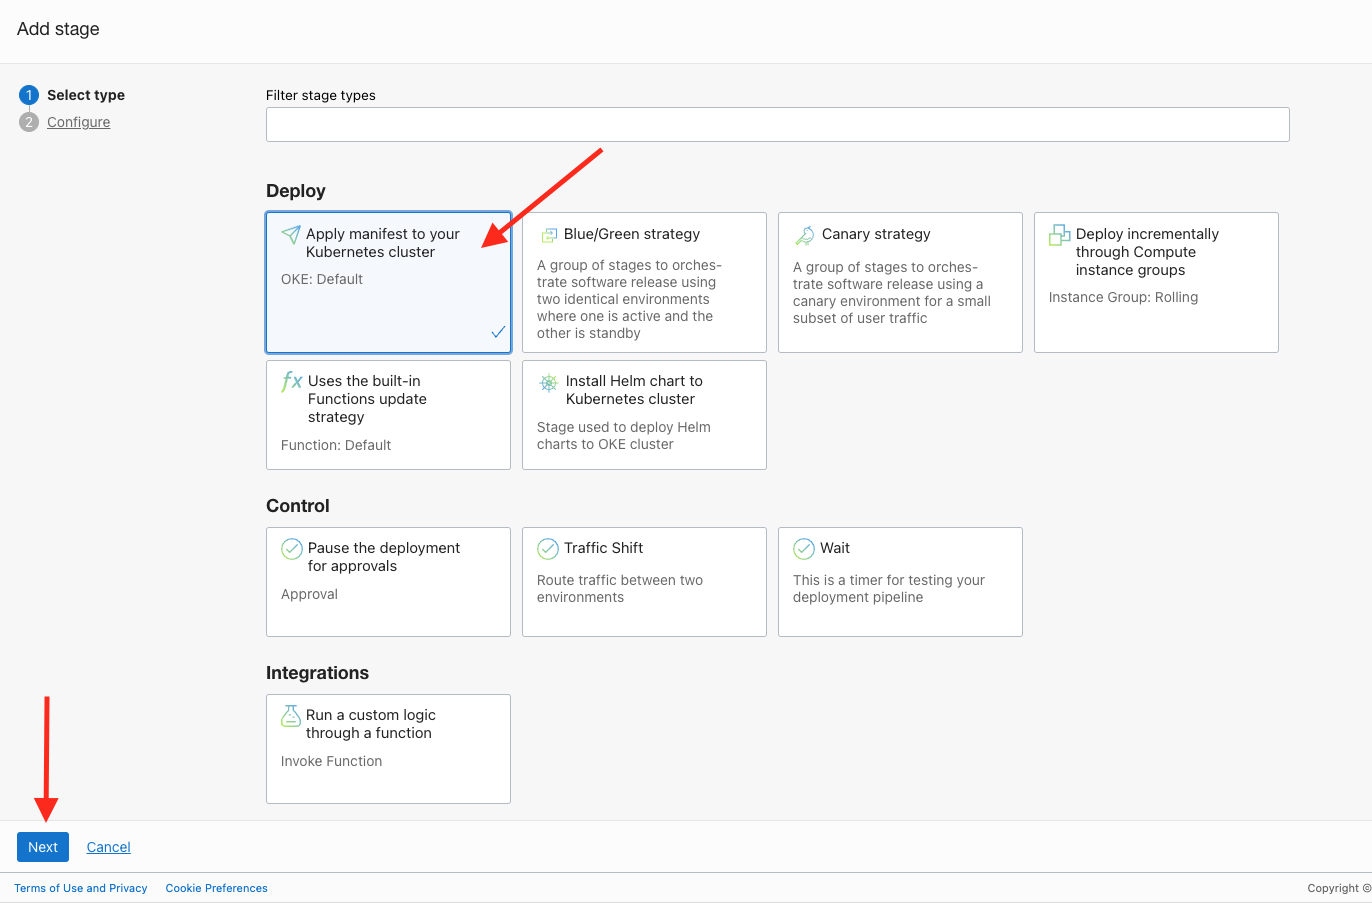 Add stage
1 Select type
2 Configure
Filter stage types
Deploy
Apply manifest to your
Kubernetes cluster
OKE: Default
Blue/Green strategy
A group of stages to orches-
trate software release using
two identical environments
where one is active and the
other is standby
Canary strategy
A group of stages to orches-
trate software release using a
canary environment for a small
subset of user traffic
Deploy incrementally
through Compute
instance groups
Instance Group: Rolling
fx Uses the built-in
Functions update
strategy
Function: Default
Install Helm chart to
Kubernetes cluster
Stage used to deploy Helm
charts to OKE cluster
Control
Pause the deployment
for approvals
Approval
Traffic Shift
Route traffic between two
environments
Wait
This is a timer for testing your
deployment pipeline
Integrations
Run a custom logic
through a function
Invoke Function
Next Cancel
Terms of Use and Privacy Cookie Preferences Copyright ©